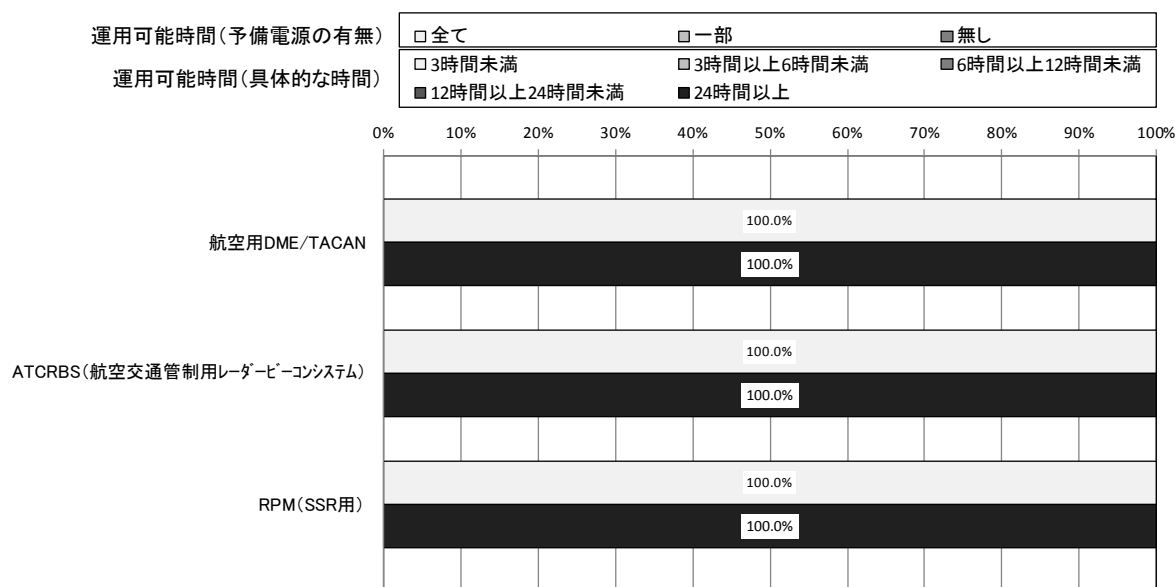 運用可能時間(予備電源の有無)
□全て ■一部 ■無し
運用可能時間(具体的な時間)
□3時間未満 ■3時間以上6時間未満 ■6時間以上12時間未満
■12時間以上24時間未満 ■24時間以上
0% 10% 20% 30% 40% 50% 60% 70% 80% 90% 100%
100.0%
航空用DME/TACAN
100.0%
100.0%
ATCRBS(航空交通管制用ﾚｰﾀﾞｰﾋﾞｰｺﾝｼｽﾃﾑ)
100.0%
100.0%
RPM(SSR用)
100.0%